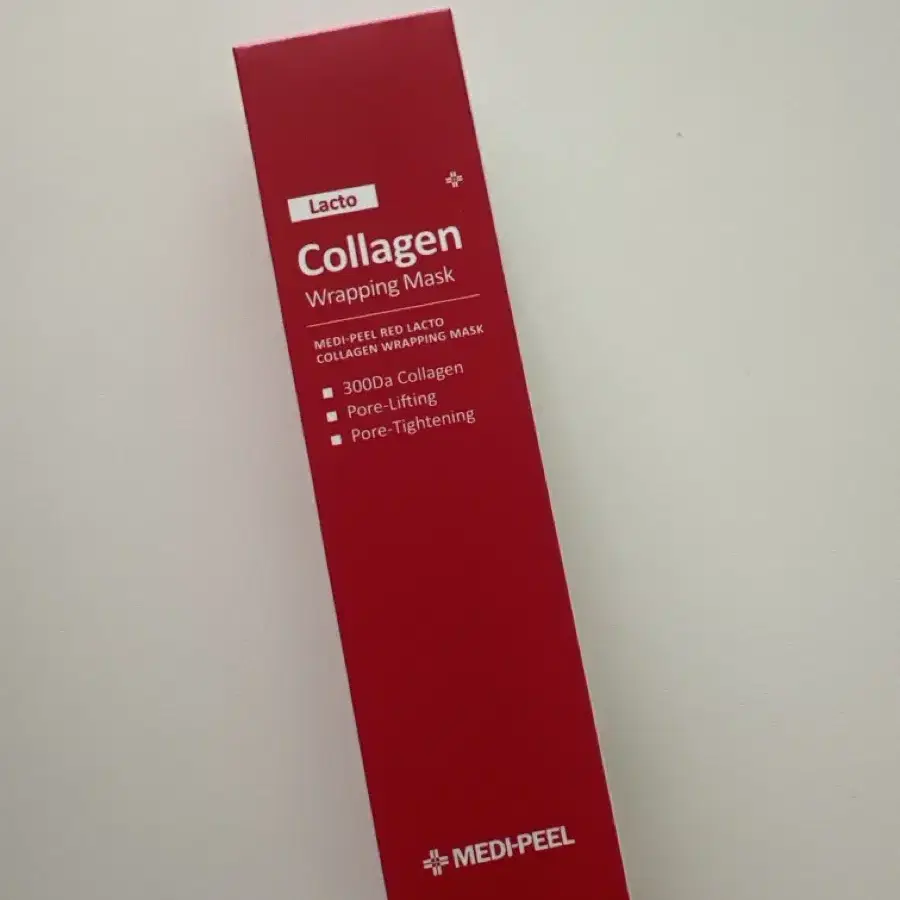 Lacto
Collagen
Wrapping Mask
MEDI-PEEL RED LACTO
COLLAGEN WRAPPING MASK
300Da Collagen
Pore-Lifting
Pore-Tightening
MEDI-PEEL